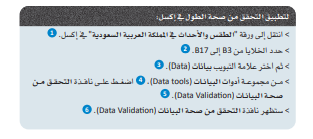 لتطبيق التحقق من صحة الطول في إكسل:
> انتقل إلى ورقة "الطقس والأحداث في المملكة العربية السعودية" في إكسل. 1
> حدد الخلايا من B3 إلى B17. 2
> ثم اختر علامة التبويب بيانات (Data). 3
> من مجموعة أدوات البيانات (Data tools)، 4 اضغط على نافذة التحقق من
صحة البيانات (Data Validation). 5
> ستظهر نافذة التحقق من صحة البيانات (Data Validation). 6